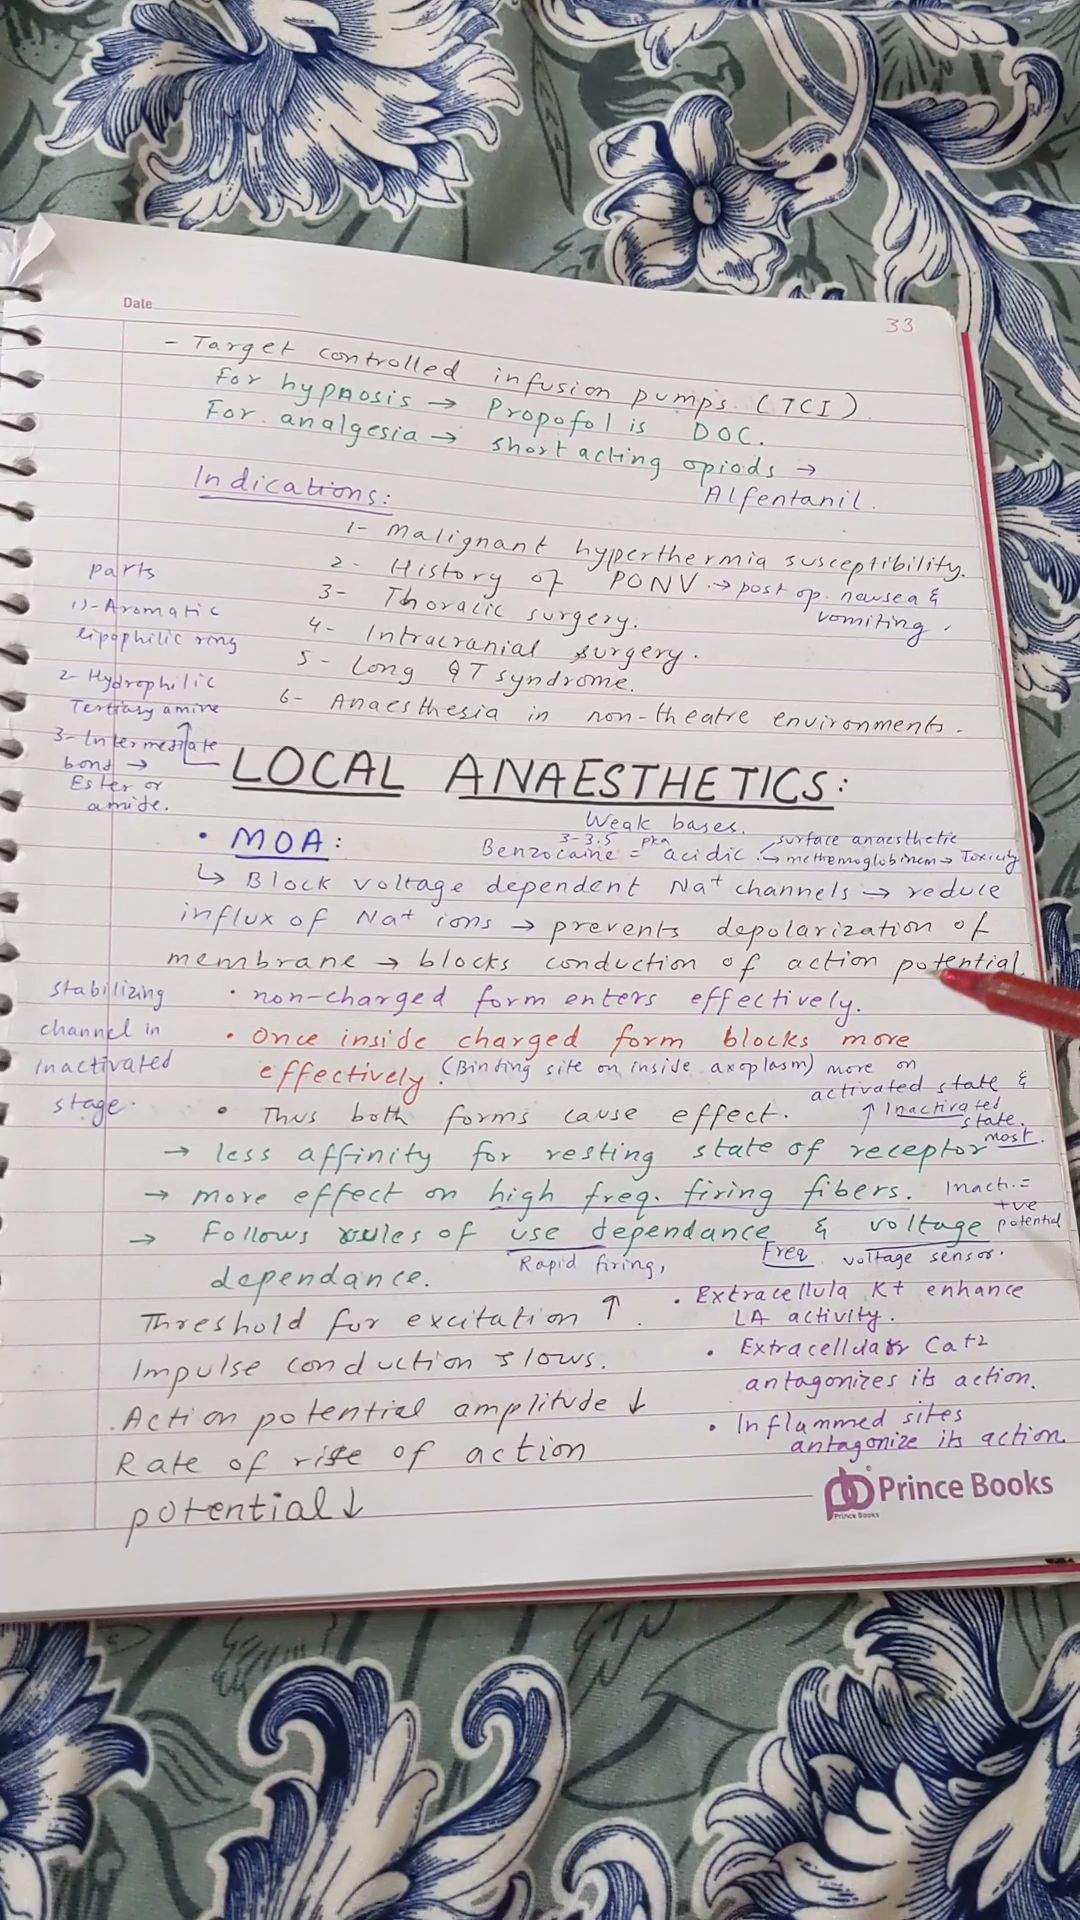 Date
33
- Target controlled infusion pumps. (TCI)
For hypnosis → Propofol is DOC.
For analgesia → short acting opiods →
Alfentanil.
Indications:
1- Malignant hyperthermia susceptibility.
2- History of PONV. → post op. nausea &
vomiting.
3- Thoracic surgery.
4- Intracranial surgery.
5- Long QT syndrome.
6- Anaesthesia in non-theatre environments.
parts
1)- Aromatic
lipophilic ring
2- Hydrophilic
Tertiary amine
3- Intermediate
bond →
Ester or
amide.
LOCAL ANAESTHETICS:
Weak bases.
• MOA:
3-3.5 pka surface anaesthetic
Benzocaine = acidic. → methemoglobinem → Toxicity
↳ Block voltage dependent Na+ channels → reduce
influx of Na+ ions → prevents depolarization of
membrane → blocks conduction of action potential.
• non-charged form enters effectively.
• Once inside charged form blocks more
effectively. (Binding site on inside axoplasm) more on
activated state &
↑ Inactivated
state.
most.
stabilizing
channel in
inactivated
stage.
• Thus both forms cause effect.
→ less affinity for resting state of receptor
→ more effect on high freq. firing fibers. Inacti. =
+ve
potential
→ Follows rules of use dependance & voltage
dependance. Rapid firing, Freq voltage sensor.
Threshold for excitation ↑.
Impulse conduction slows.
Action potential amplitude ↓
Rate of rise of action
potential ↓
• Extracellula K+ enhance
LA activity.
• Extracellular Ca+2
antagonizes its action.
• Inflammed sites
antagonize its action.
pb Prince Books
Prince Books